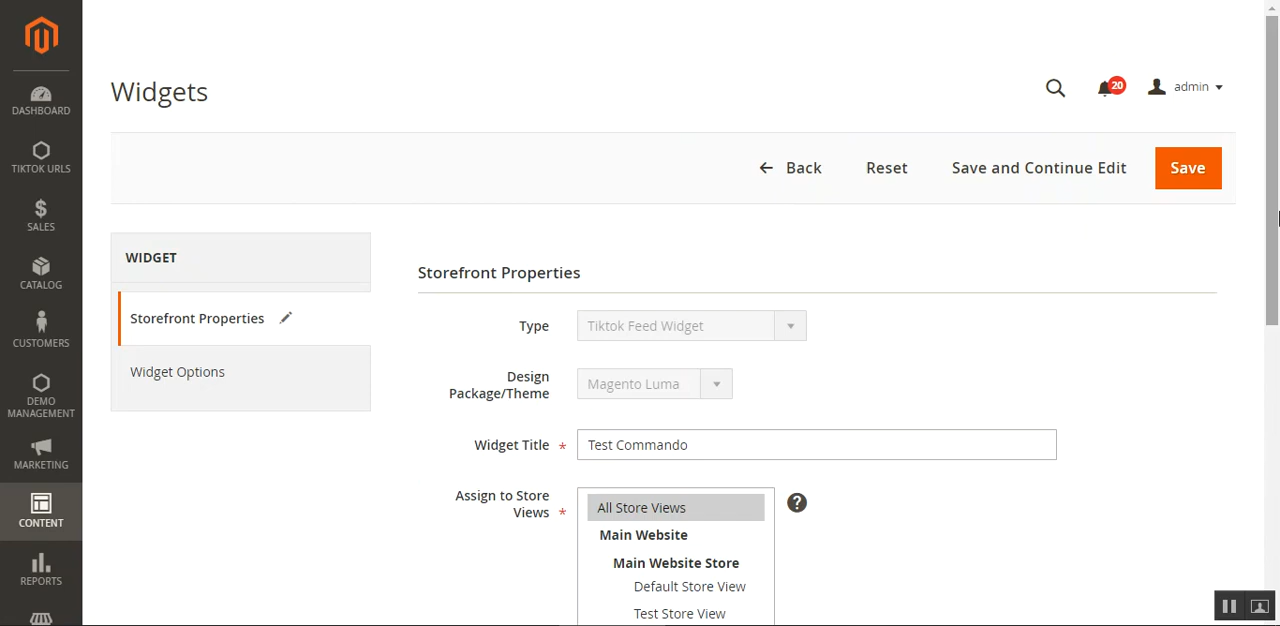 Widgets
20
admin
Back
Reset
Save and Continue Edit
Save
DASHBOARD
TIKTOK URLS
SALES
CATALOG
CUSTOMERS
DEMO
MANAGEMENT
MARKETING
CONTENT
REPORTS
WIDGET
Storefront Properties
Widget Options
Storefront Properties
Type
Tiktok Feed Widget
Design
Package/Theme
Magento Luma
Widget Title *
Test Commando
Assign to Store
Views *
All Store Views
?
Main Website
Main Website Store
Default Store View
Test Store View